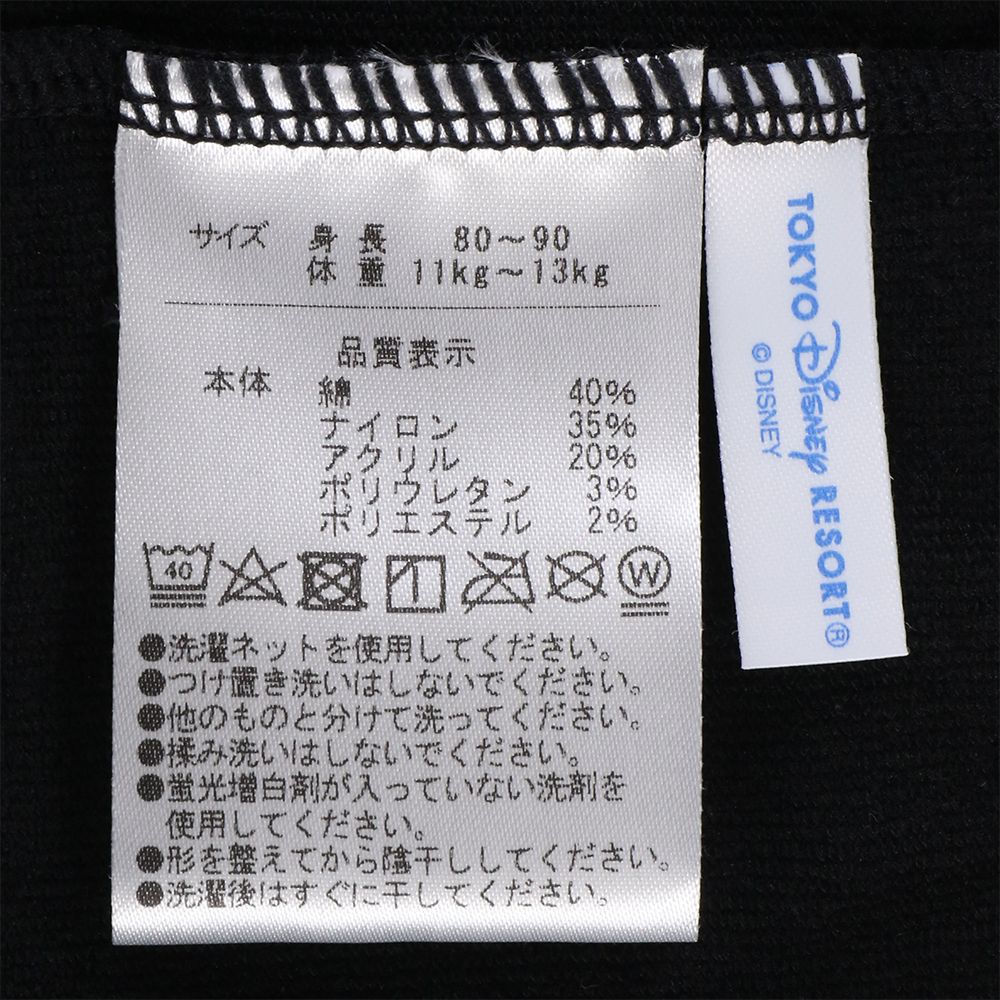 サイズ 身長 80～90
体重 11kg～13kg
品質表示
本体 綿 40%
ナイロン 35%
アクリル 20%
ポリウレタン 3%
ポリエステル 2%
40 W
●洗濯ネットを使用してください。
●つけ置き洗いはしないでください。
●他のものと分けて洗ってください。
●揉み洗いはしないでください。
●蛍光増白剤が入っていない洗剤を
使用してください。
●形を整えてから陰干ししてください。
●洗濯後はすぐに干してください。
TOKYO Disney RESORT®
© DISNEY